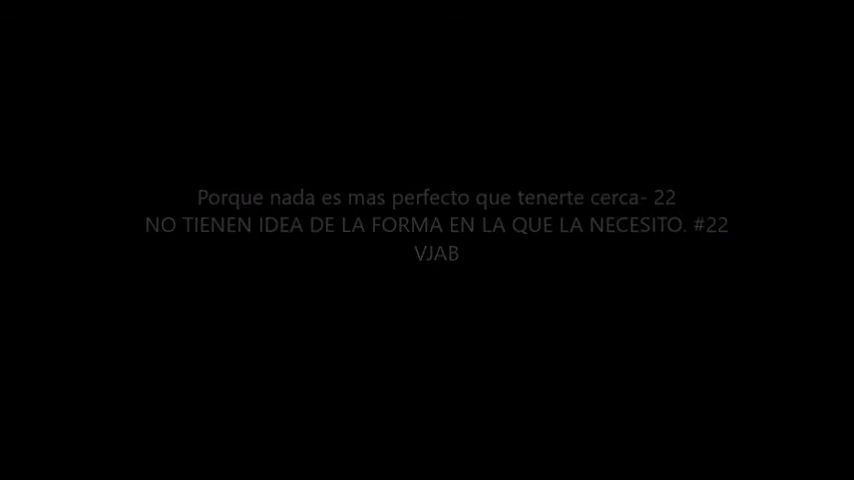 Porque nada es mas perfecto que tenerte cerca- 22
NO TIENEN IDEA DE LA FORMA EN LA QUE LA NECESITO. #22
VJAB